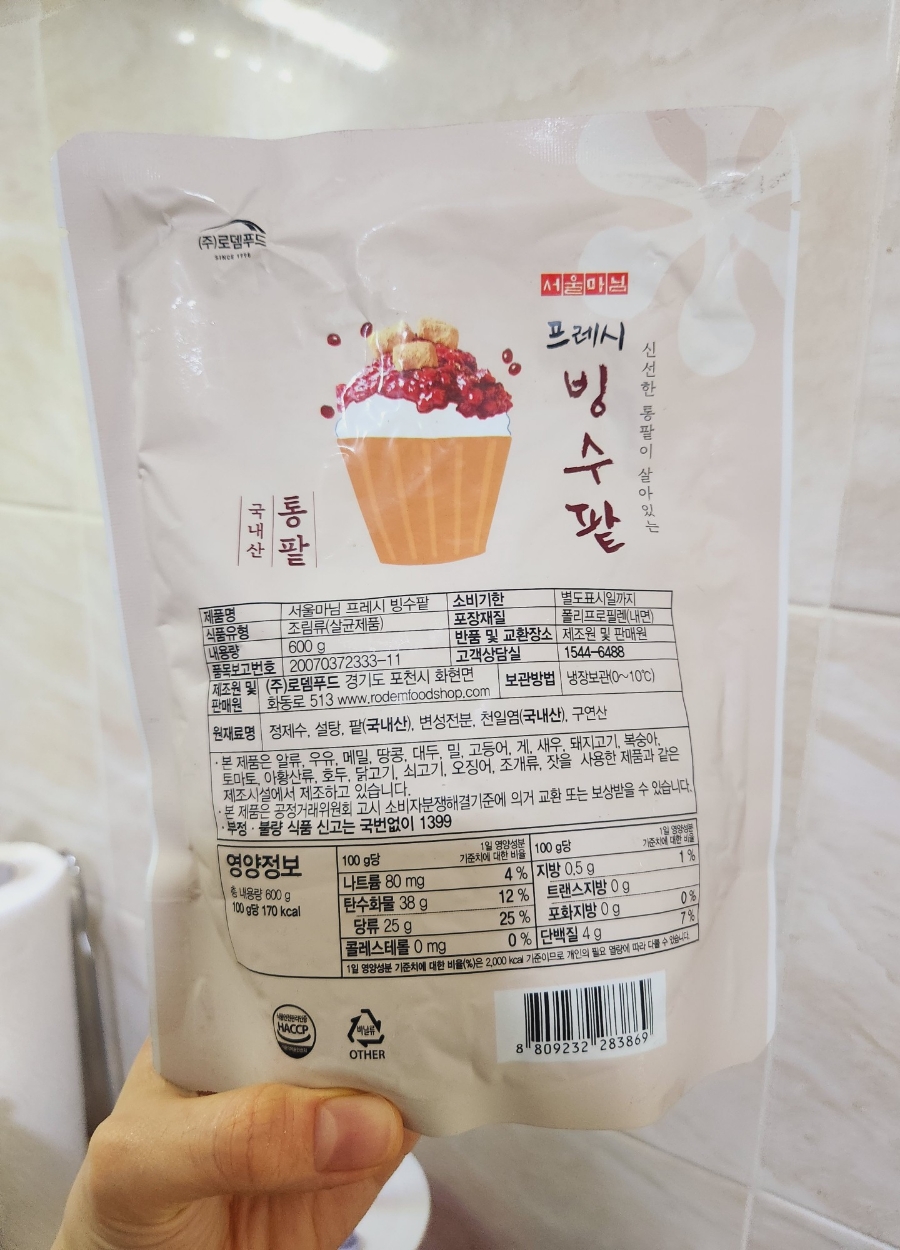 (주)로뎀푸드
SINCE 1998
서울마님
프레시
빙수팥
신선한 통팥이 살아있는
통팥
국내산
제품명 서울마님 프레시 빙수팥 소비기한 별도표시일까지
식품유형 조림류(살균제품) 포장재질 폴리프로필렌(내면)
내용량 600 g 반품 및 교환장소 제조원 및 판매원
품목보고번호 20070372333-11 고객상담실 1544-6488
제조원 및 판매원 (주)로뎀푸드 경기도 포천시 화현면
화동로 513 www.rodemfoodshop.com 보관방법 냉장보관(0~10℃)
원재료명 정제수, 설탕, 팥(국내산), 변성전분, 천일염(국내산), 구연산
· 본 제품은 알류, 우유, 메밀, 땅콩, 대두, 밀, 고등어, 게, 새우, 돼지고기, 복숭아,
토마토, 아황산류, 호두, 닭고기, 쇠고기, 오징어, 조개류, 잣을 사용한 제품과 같은
제조시설에서 제조하고 있습니다.
· 본 제품은 공정거래위원회 고시 소비자분쟁해결기준에 의거 교환 또는 보상받을 수 있습니다.
· 부정 · 불량 식품 신고는 국번없이 1399
영양정보
총 내용량 600 g
100 g당 170 kcal
100 g당 1일 영양성분 기준치에 대한 비율 100 g당 1일 영양성분 기준치에 대한 비율
나트륨 80 mg 4 % 지방 0.5 g 1 %
탄수화물 38 g 12 % 트랜스지방 0 g
당류 25 g 25 % 포화지방 0 g 0 %
콜레스테롤 0 mg 0 % 단백질 4 g 7 %
1일 영양성분 기준치에 대한 비율(%)은 2,000 kcal 기준이므로 개인의 필요 열량에 따라 다를 수 있습니다.
HACCP
비닐류
OTHER
8 809232 283869